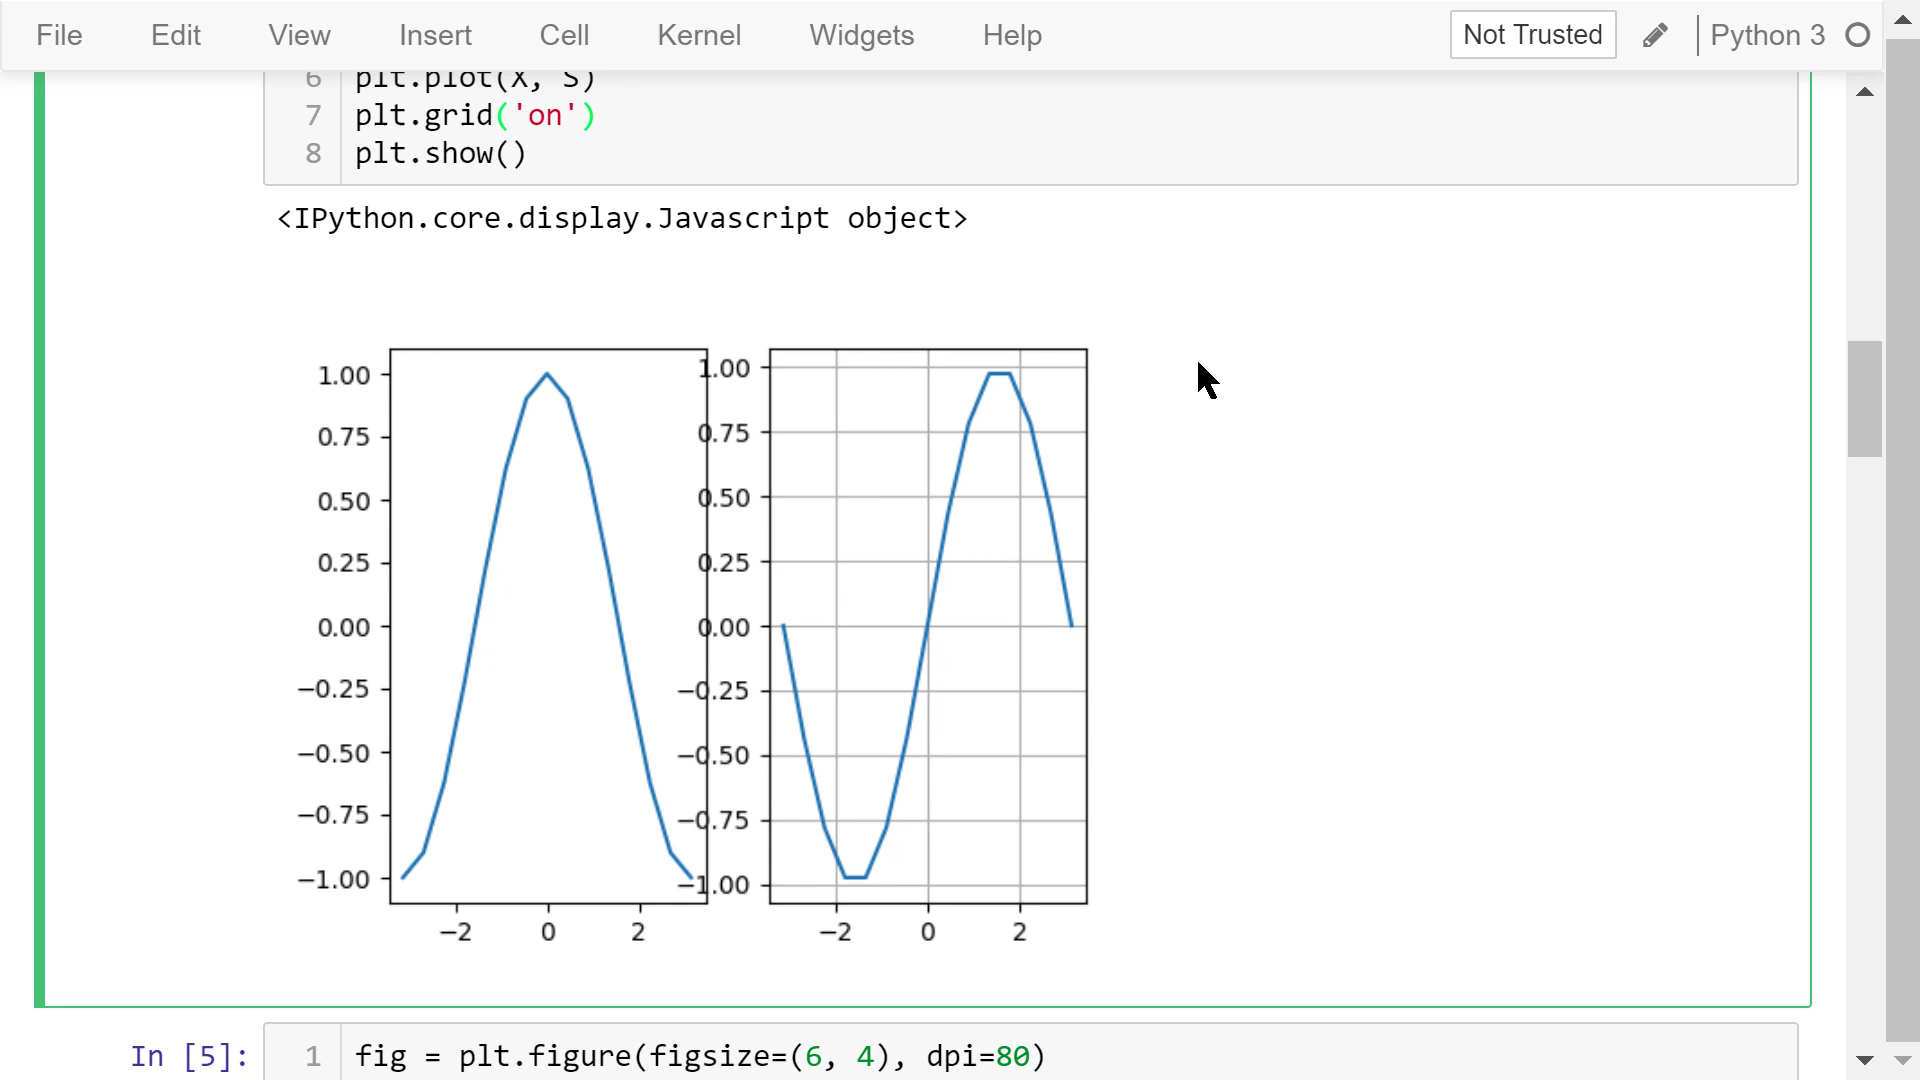 File Edit View Insert Cell Kernel Widgets Help Not Trusted Python 3
6 plt.plot(X, S)
7 plt.grid('on')
8 plt.show()
<IPython.core.display.Javascript object>
1.00
0.75
0.50
0.25
0.00
−0.25
−0.50
−0.75
−1.00
−2 0 2
1.00
0.75
0.50
0.25
0.00
−0.25
−0.50
−0.75
−1.00
−2 0 2
In [5]: 1 fig = plt.figure(figsize=(6, 4), dpi=80)